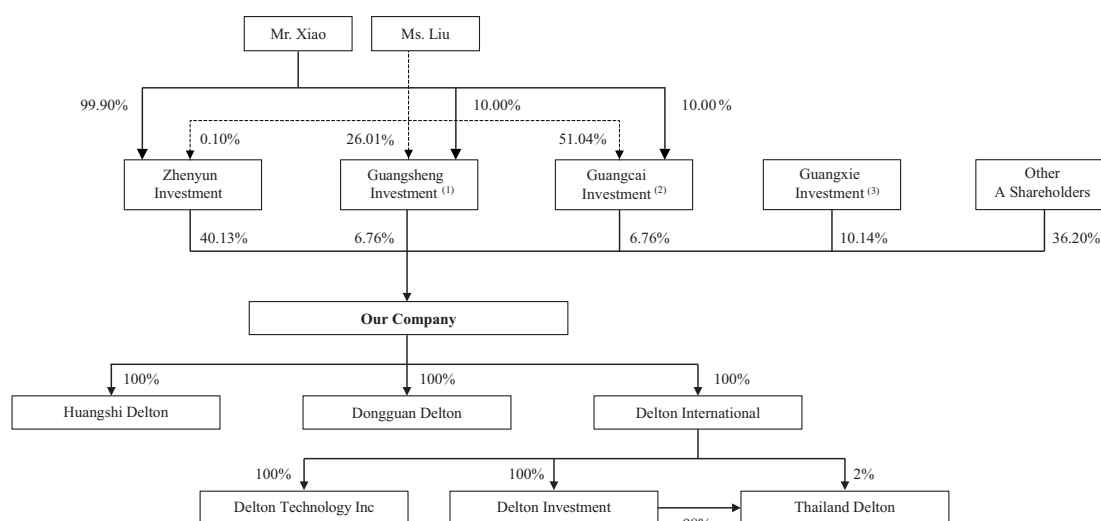 Mr. Xiao
Ms. Liu
99.90%
10.00%
10.00%
0.10%
26.01%
51.04%
Zhenyun
Investment
Guangsheng
Investment (1)
Guangcai
Investment (2)
Guangxie
Investment (3)
Other
A Shareholders
40.13%
6.76%
6.76%
10.14%
36.20%
Our Company
100%
100%
100%
Huangshi Delton
Dongguan Delton
Delton International
100%
100%
2%
Delton Technology Inc
Delton Investment
Thailand Delton